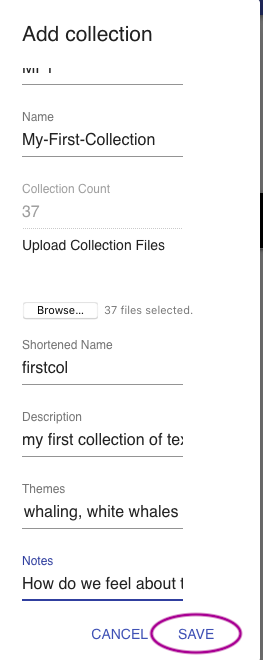 Add collection
Name
My-First-Collection
Collection Count
37
Upload Collection Files
Browse... 37 files selected.
Shortened Name
firstcol
Description
my first collection of
Themes
whaling, white whales
Notes
How do we feel about
CANCEL SAVE